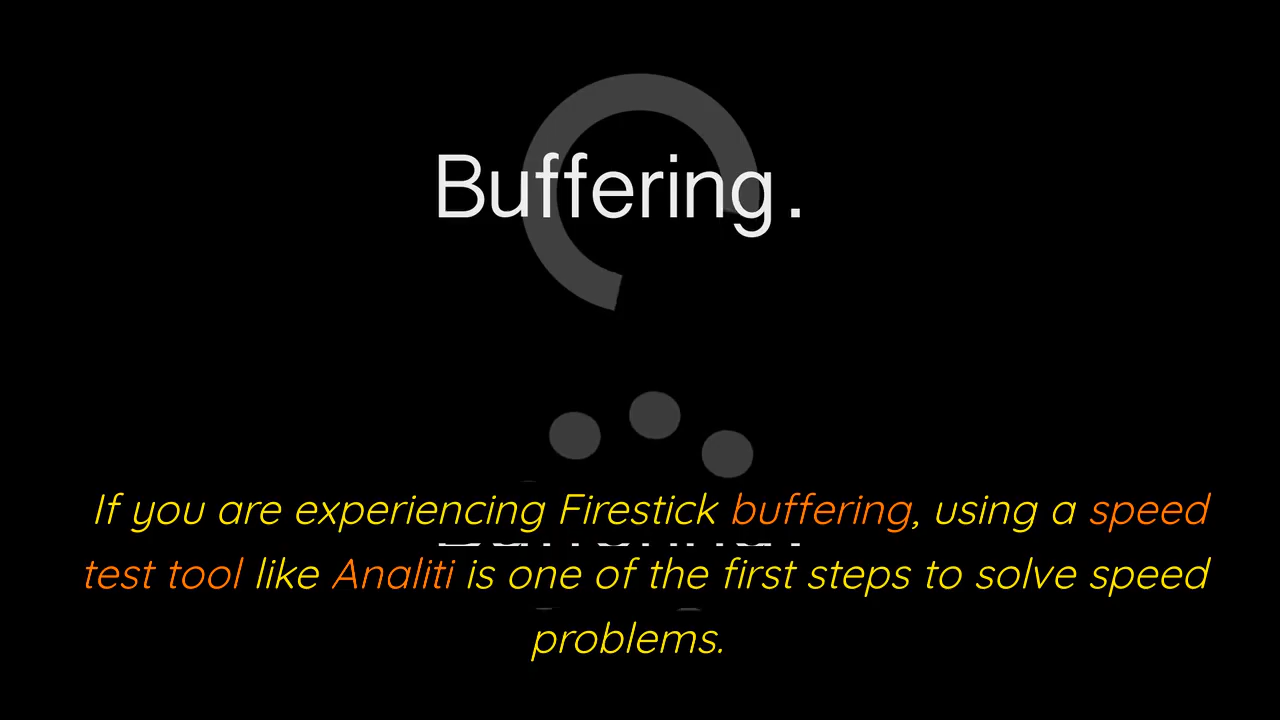 Buffering.
If you are experiencing Firestick buffering, using a speed
test tool like Analiti is one of the first steps to solve speed
problems.